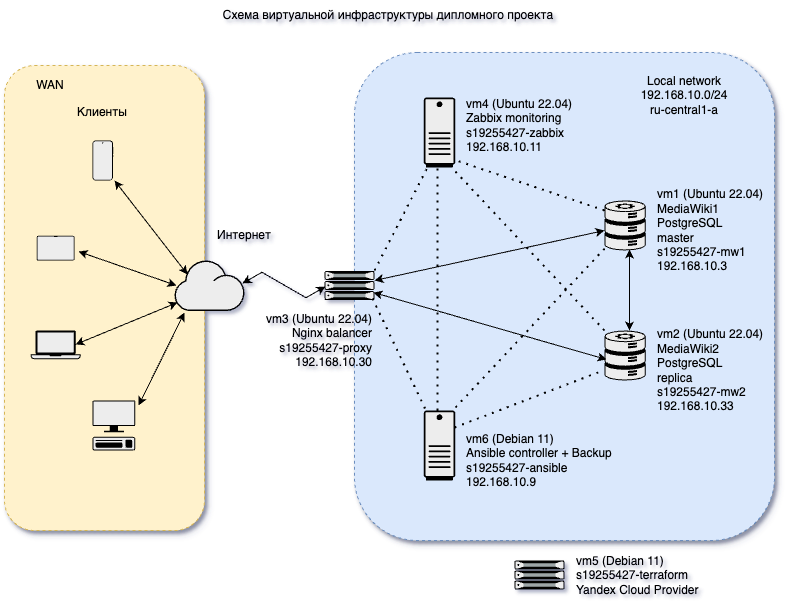 Схема виртуальной инфраструктуры дипломного проекта
WAN
Клиенты
Интернет
Local network
192.168.10.0/24
ru-central1-a
vm4 (Ubuntu 22.04)
Zabbix monitoring
s19255427-zabbix
192.168.10.11
vm1 (Ubuntu 22.04)
MediaWiki1
PostgreSQL
master
s19255427-mw1
192.168.10.3
vm3 (Ubuntu 22.04)
Nginx balancer
s19255427-proxy
192.168.10.30
vm2 (Ubuntu 22.04)
MediaWiki2
PostgreSQL
replica
s19255427-mw2
192.168.10.33
vm6 (Debian 11)
Ansible controller + Backup
s19255427-ansible
192.168.10.9
vm5 (Debian 11)
s19255427-terraform
Yandex Cloud Provider